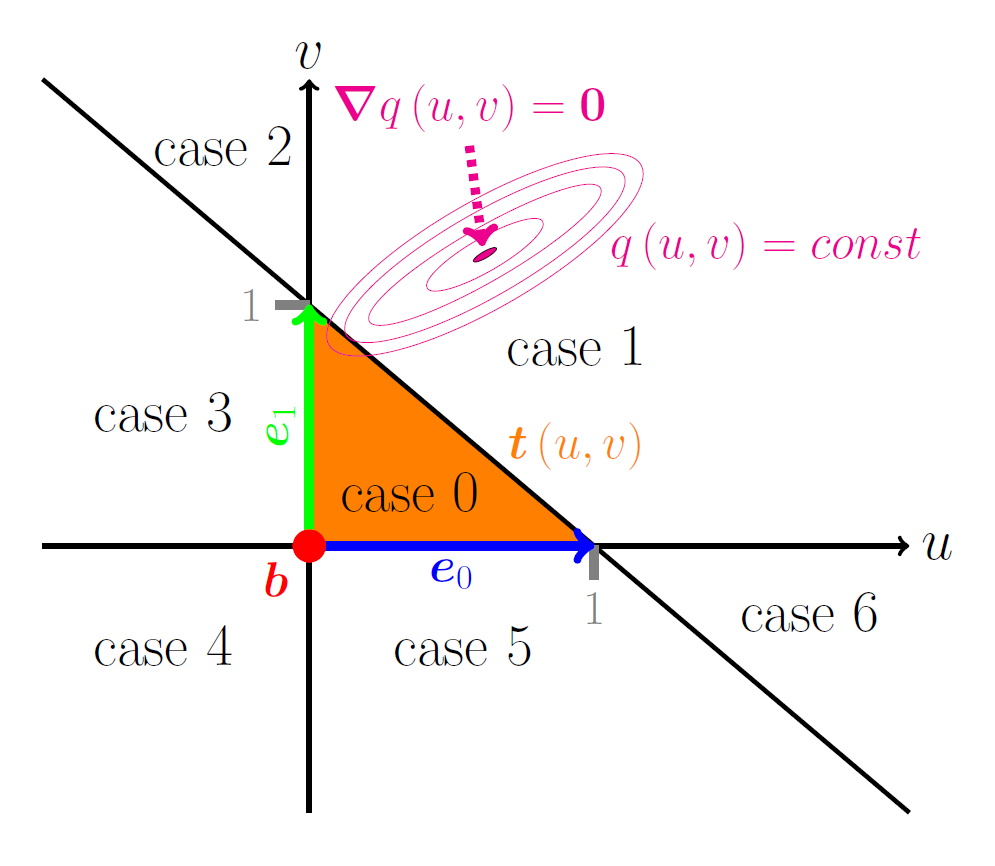 v
∇q (u, v) = 0
case 2
q (u, v) = const
1
case 1
case 3
e₁
t (u, v)
case 0
u
b
e₀
1
case 6
case 4
case 5